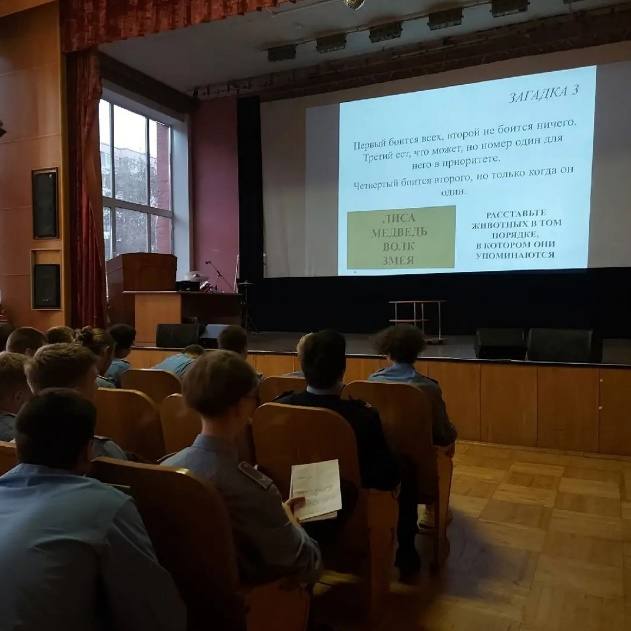 ЗАГАДКА 3
Первый боится всех, второй не боится ничего.
Третий ест, что может, но номер один для
него в приоритете.
Четвертый боится второго, но только когда он
один.
ЛИСА
МЕДВЕДЬ
ВОЛК
ЗМЕЯ
РАССТАВЬТЕ
ЖИВОТНЫХ В ТОМ
ПОРЯДКЕ,
В КОТОРОМ ОНИ
УПОМИНАЮТСЯ